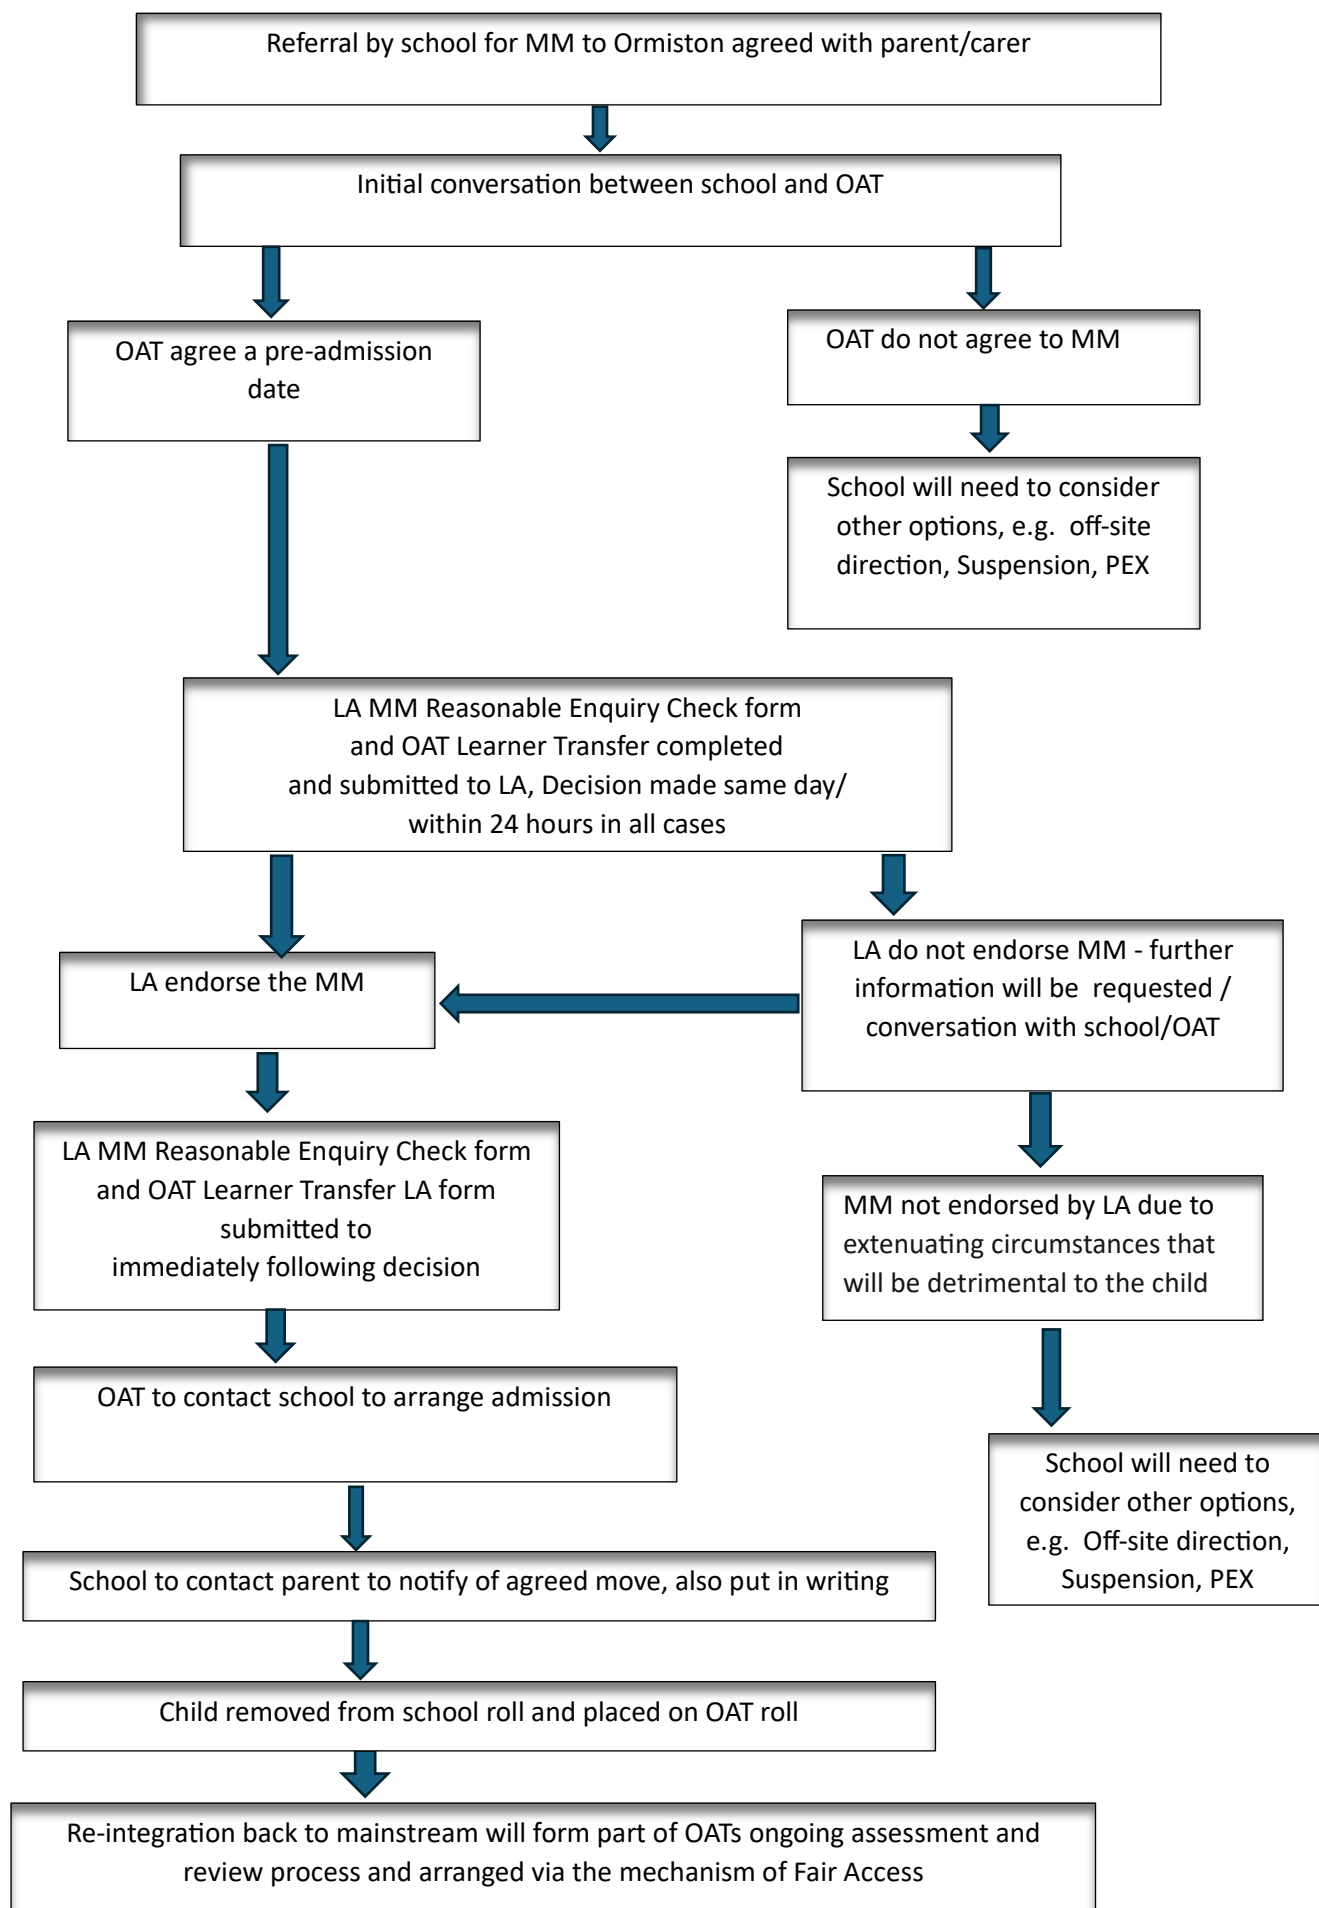 Referral by school for MM to Ormiston agreed with parent/carer
Initial conversation between school and OAT
OAT agree a pre-admission
date
OAT do not agree to MM
School will need to consider
other options, e.g. off-site
direction, Suspension, PEX
LA MM Reasonable Enquiry Check form
and OAT Learner Transfer completed
and submitted to LA, Decision made same day/
within 24 hours in all cases
LA endorse the MM
LA do not endorse MM - further
information will be requested /
conversation with school/OAT
LA MM Reasonable Enquiry Check form
and OAT Learner Transfer LA form
submitted to
immediately following decision
MM not endorsed by LA due to
extenuating circumstances that
will be detrimental to the child
OAT to contact school to arrange admission
School will need to
consider other options,
e.g. Off-site direction,
Suspension, PEX
School to contact parent to notify of agreed move, also put in writing
Child removed from school roll and placed on OAT roll
Re-integration back to mainstream will form part of OATs ongoing assessment and
review process and arranged via the mechanism of Fair Access